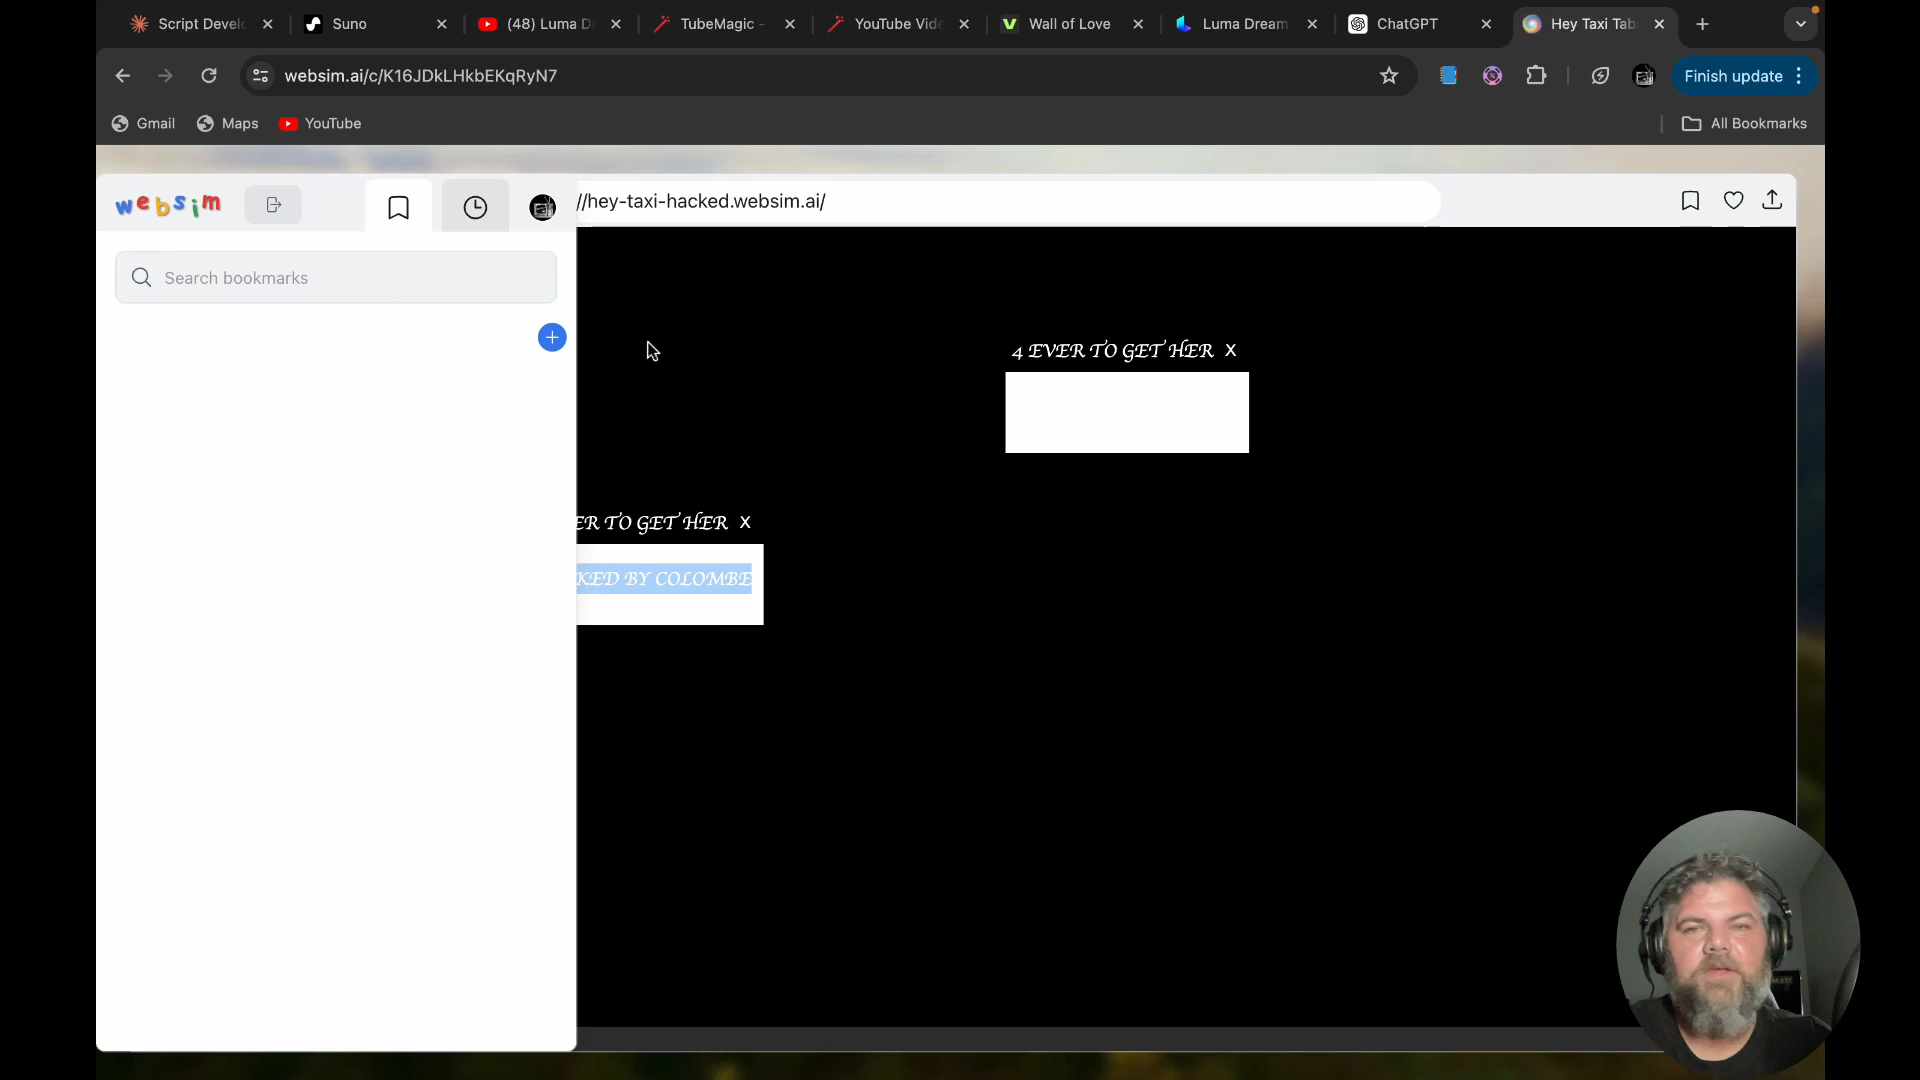 Script Develo
Suno
(48) Luma D
TubeMagic -
YouTube Vide
Wall of Love
Luma Dream
ChatGPT
Hey Taxi Tab
websim.ai/c/K16JDkLHkbEKqRyN7
Finish update
Gmail
Maps
YouTube
All Bookmarks
websim
//hey-taxi-hacked.websim.ai/
Search bookmarks
4 EVER TO GET HER X
ER TO GET HER X
KED BY COLOMBE